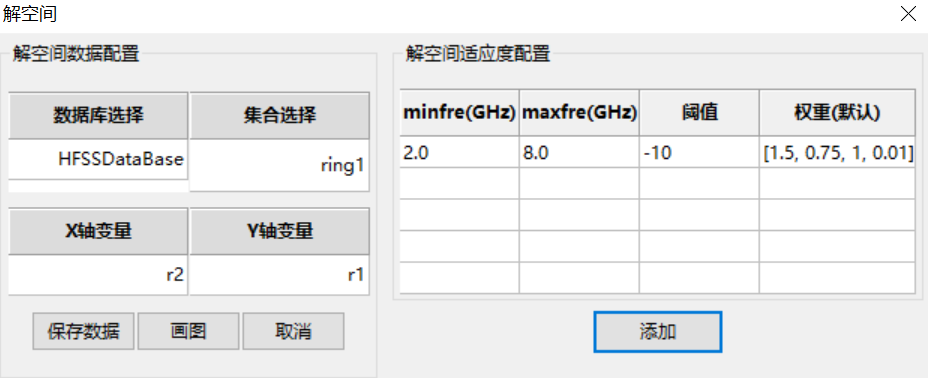 解空间
解空间数据配置
数据库选择 集合选择
HFSSDataBase ring1
X轴变量 Y轴变量
r2 r1
保存数据 画图 取消
解空间适应度配置
minfre(GHz) maxfre(GHz) 阈值 权重(默认)
2.0 8.0 -10 [1.5, 0.75, 1, 0.01]
添加